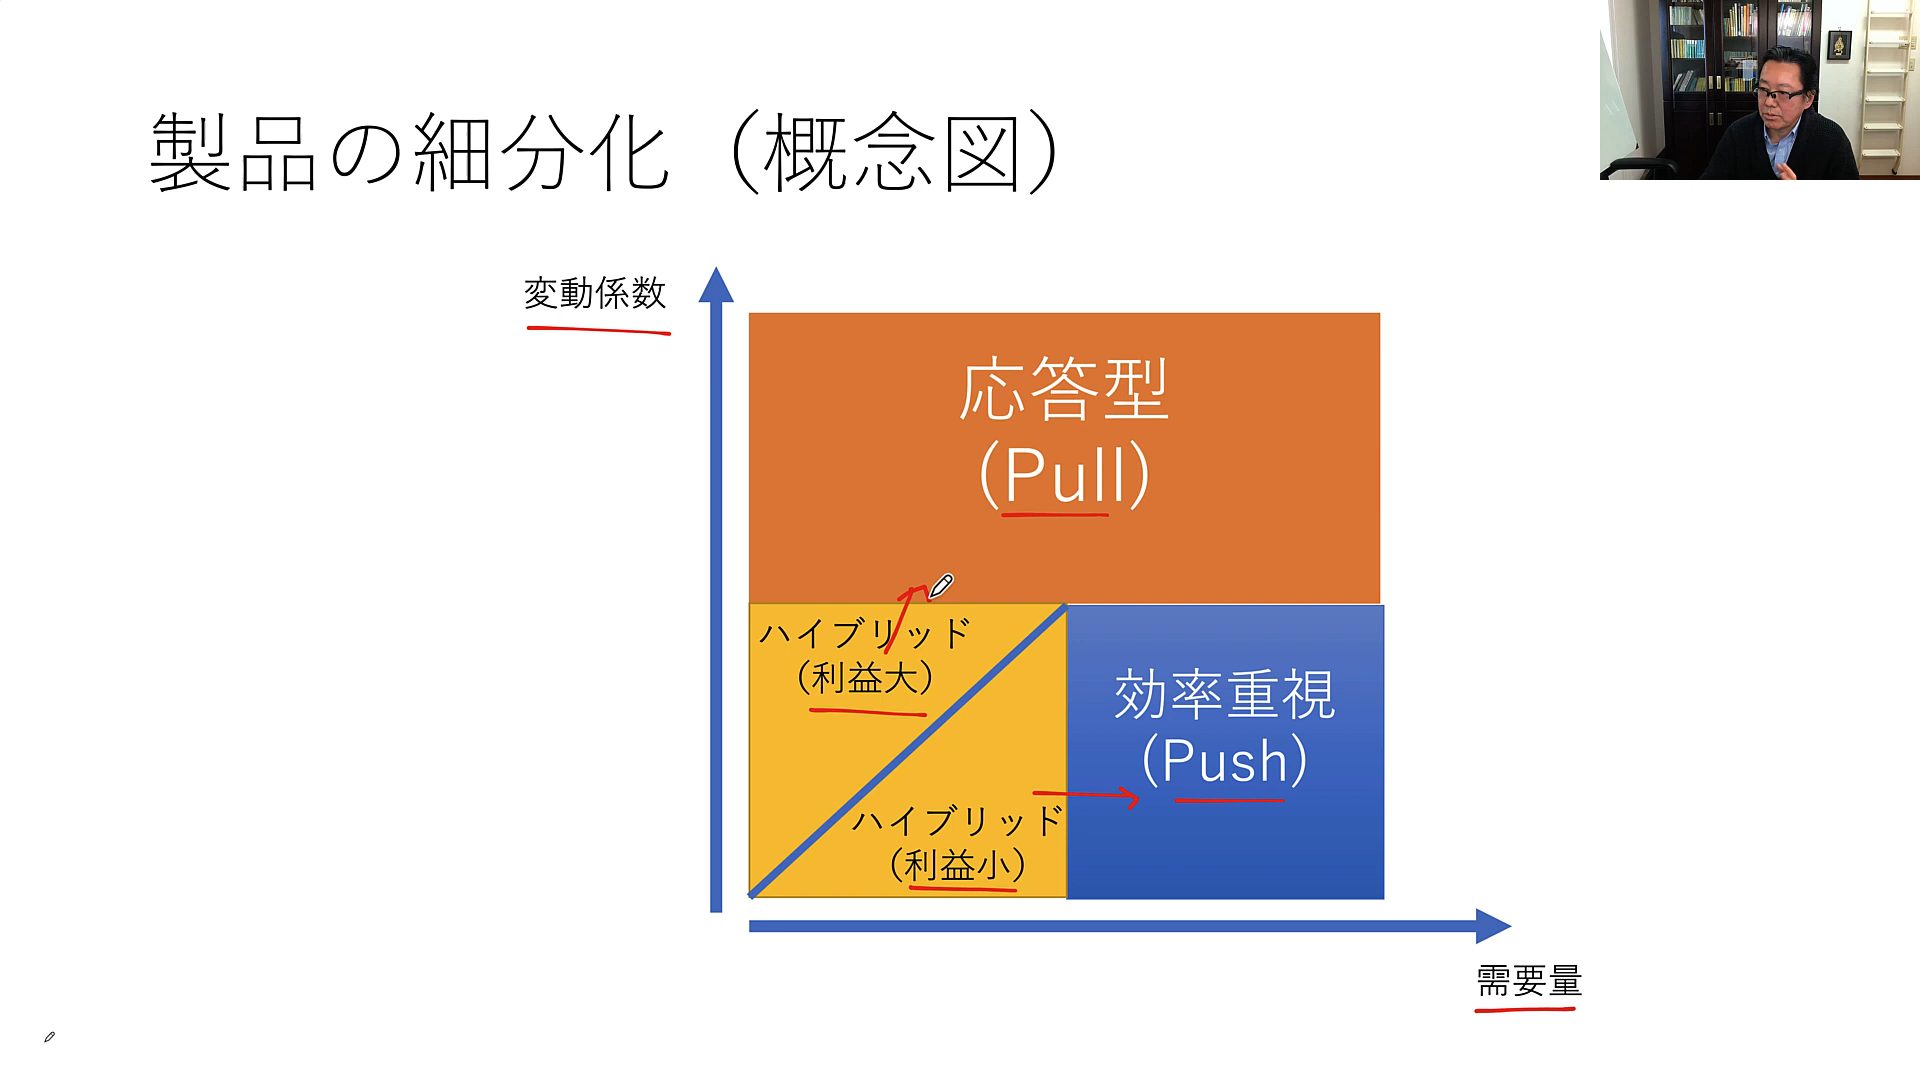 製品の細分化（概念図）
変動係数
応答型
(Pull)
ハイブリッド
（利益大）
効率重視
(Push)
ハイブリッド
（利益小）
需要量